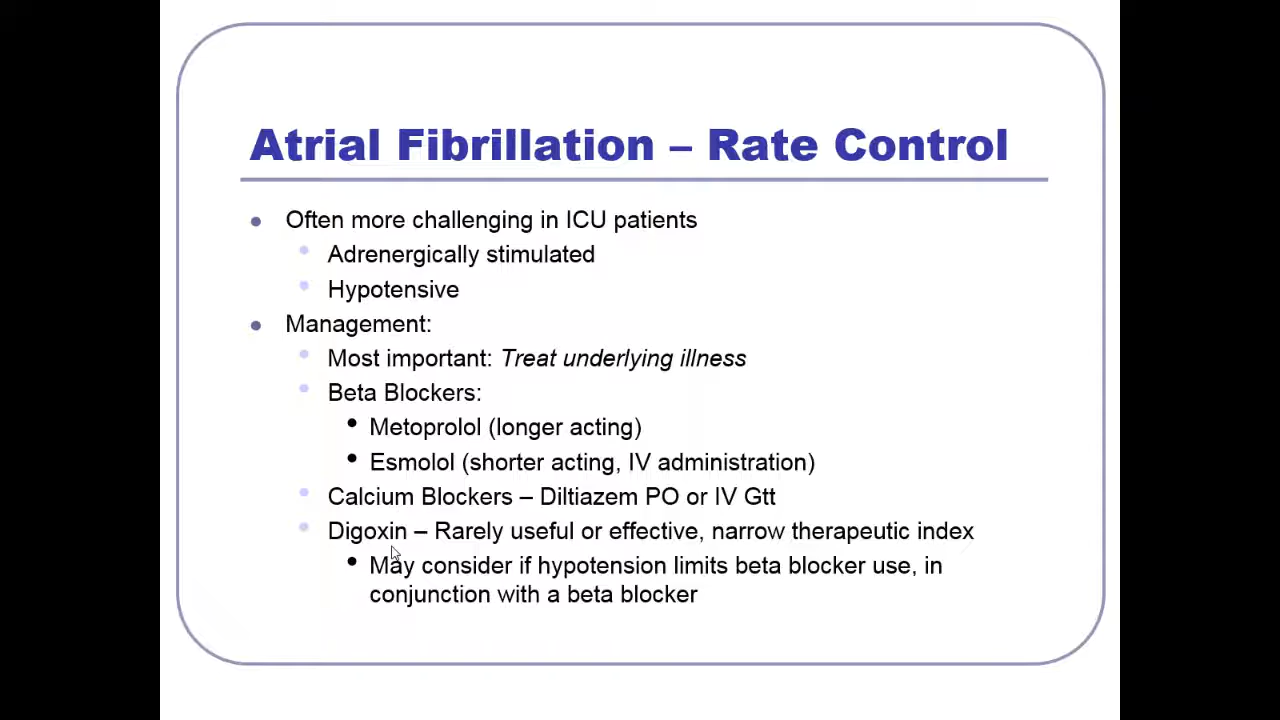 Atrial Fibrillation – Rate Control
Often more challenging in ICU patients
Adrenergically stimulated
Hypotensive
Management:
Most important: Treat underlying illness
Beta Blockers:
Metoprolol (longer acting)
Esmolol (shorter acting, IV administration)
Calcium Blockers – Diltiazem PO or IV Gtt
Digoxin – Rarely useful or effective, narrow therapeutic index
May consider if hypotension limits beta blocker use, in
conjunction with a beta blocker